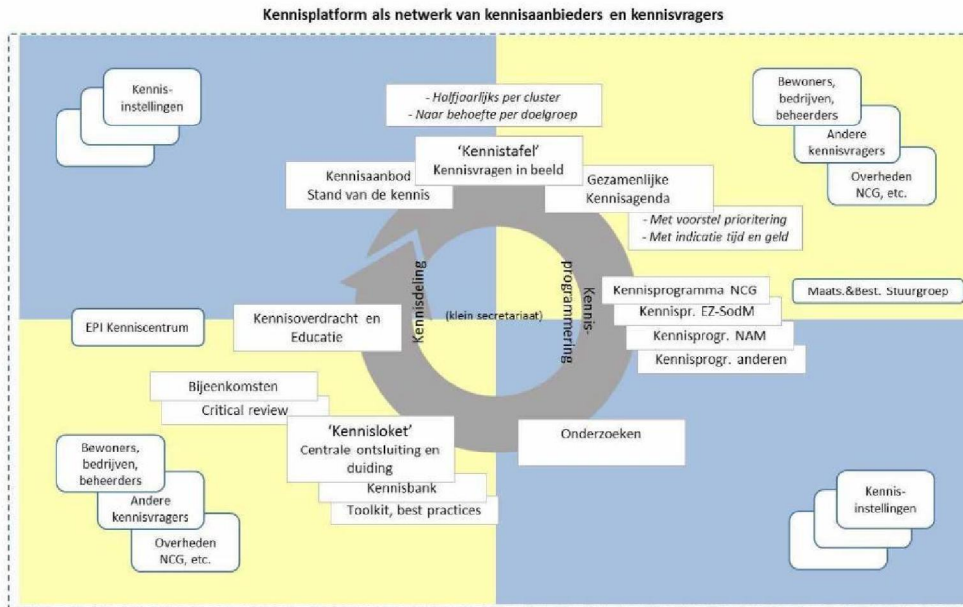 Kennisplatform als netwerk van kennisaanbieders en kennisvragers
Kennis-
instellingen
- Halfjaarlijks per cluster
- Naar behoefte per doelgroep
Bewoners,
bedrijven,
beheerders
Andere
kennisvragers
Overheden
NCG, etc.
'Kennistafel'
Kennisvragen in beeld
Kennisaanbod
Stand van de kennis
Gezamenlijke
Kennisagenda
- Met voorstel prioritering
- Met indicatie tijd en geld
Kennisdeling
(klein secretariaat)
Kennis-
programmering
Kennisprogramma NCG
Kennispr. EZ-SodM
Kennisprogr. NAM
Kennisprogr. anderen
Maats.&Best. Stuurgroep
EPI Kenniscentrum
Kennisoverdracht en
Educatie
Bijeenkomsten
Critical review
'Kennisloket'
Centrale ontsluiting en
duiding
Kennisbank
Toolkit, best practices
Onderzoeken
Bewoners,
bedrijven,
beheerders
Andere
kennisvragers
Overheden
NCG, etc.
Kennis-
instellingen